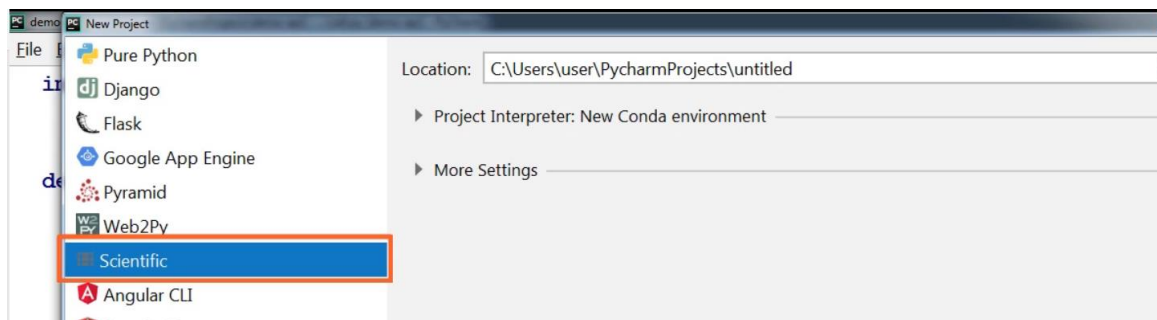 demo
New Project
File
Pure Python
Django
Flask
Google App Engine
Pyramid
Web2Py
Scientific
Angular CLI
Location: C:\Users\user\PycharmProjects\untitled
Project Interpreter: New Conda environment
More Settings